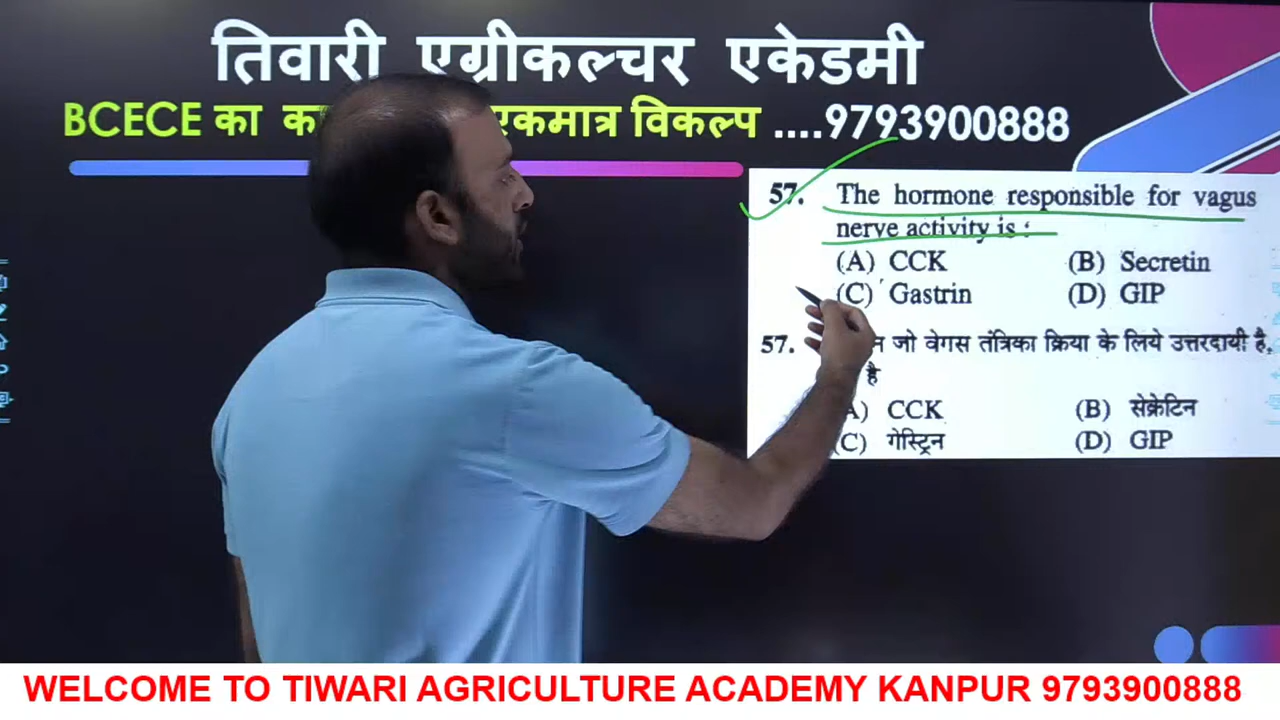 तिवारी एग्रीकल्चर एकेडमी
BCECE का विकल्प ....9793900888
57. The hormone responsible for vagus
nerve activity is :
(A) CCK (B) Secretin
(C) Gastrin (D) GIP
57. जो वेगस तंत्रिका क्रिया के लिये उत्तरदायी है,
है
(A) CCK (B) सेक्रेटिन
(C) गेस्ट्रिन (D) GIP
WELCOME TO TIWARI AGRICULTURE ACADEMY KANPUR 9793900888